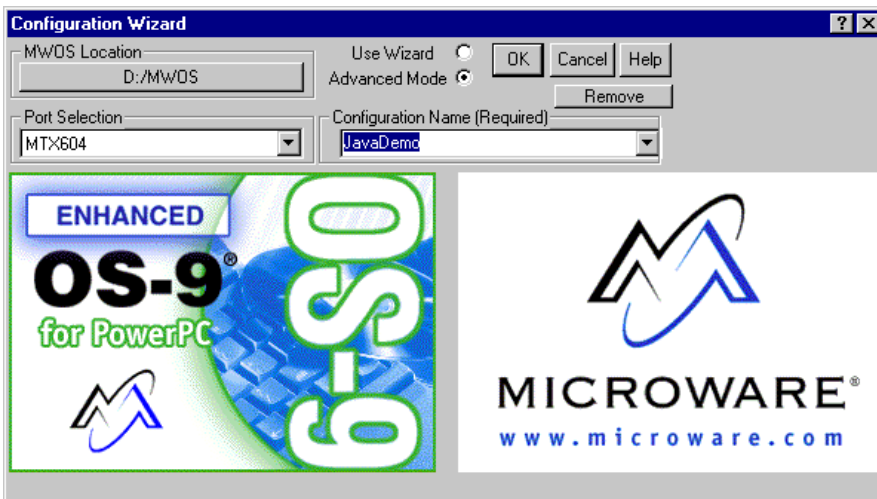 Configuration Wizard
MWOS Location
D:/MWOS
Use Wizard
Advanced Mode
OK
Cancel
Help
Remove
Port Selection
MTX604
Configuration Name (Required)
JavaDemo
ENHANCED
OS-9®
for PowerPC
OS-9
MICROWARE®
www.microware.com